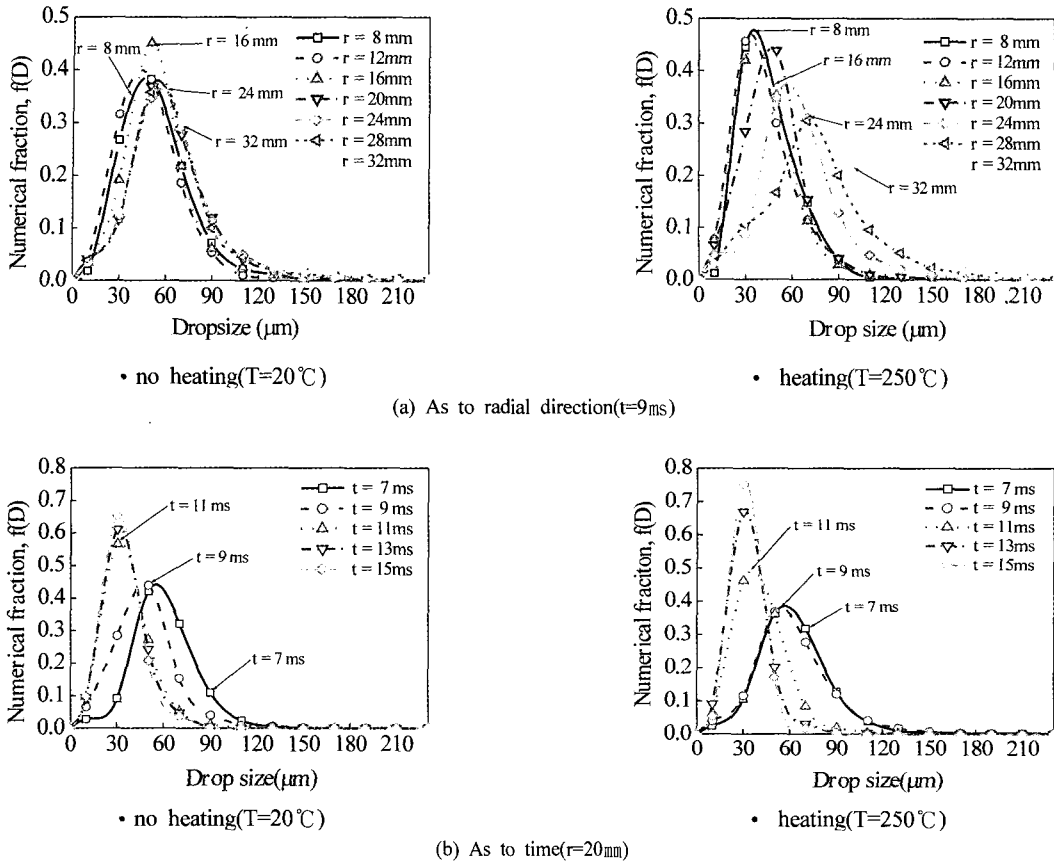 Numerical fraction, f(D)
0.5
0.4
0.3
0.2
0.1
0.0
0 30 60 90 120 150 180 210
Dropsize (μm)
r = 8 mm
r = 16 mm
r = 24 mm
r = 32 mm
r = 8 mm
r = 12mm
r = 16mm
r = 20mm
r = 24mm
r = 28mm
r = 32mm
• no heating(T=20℃)
Numerical fraction, f(D)
0.5
0.4
0.3
0.2
0.1
0.0
0 30 60 90 120 150 180 210
Drop size (μm)
r = 8mm
r = 16 mm
r = 24 mm
r = 32 mm
r = 8 mm
r = 12mm
r = 16mm
r = 20mm
r = 24mm
r = 28mm
r = 32mm
• heating(T=250℃)
(a) As to radial direction(t=9ms)
Numerical fraction, f(D)
0.8
0.7
0.6
0.5
0.4
0.3
0.2
0.1
0.0
0 30 60 90 120 150 180 210
Drop size(μm)
t = 11 ms
t = 9 ms
t = 7 ms
t = 7 ms
t = 9 ms
t = 11ms
t = 13ms
t = 15ms
• no heating(T=20℃)
Numerical fraction, f(D)
0.8
0.7
0.6
0.5
0.4
0.3
0.2
0.1
0.0
0 30 60 90 120 150 180 210
Drop size(μm)
t = 11 ms
t = 9 ms
t = 7 ms
t = 7 ms
t = 9 ms
t = 11ms
t = 13ms
t = 15ms
• heating(T=250℃)
(b) As to time(r=20㎜)